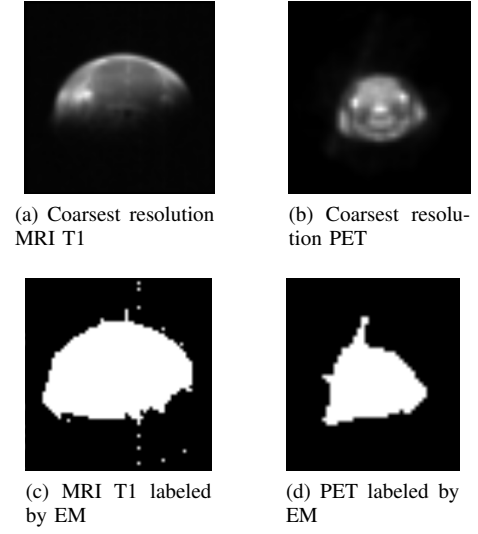 (a) Coarsest resolution
MRI T1
(b) Coarsest resolu-
tion PET
(c) MRI T1 labeled
by EM
(d) PET labeled by
EM